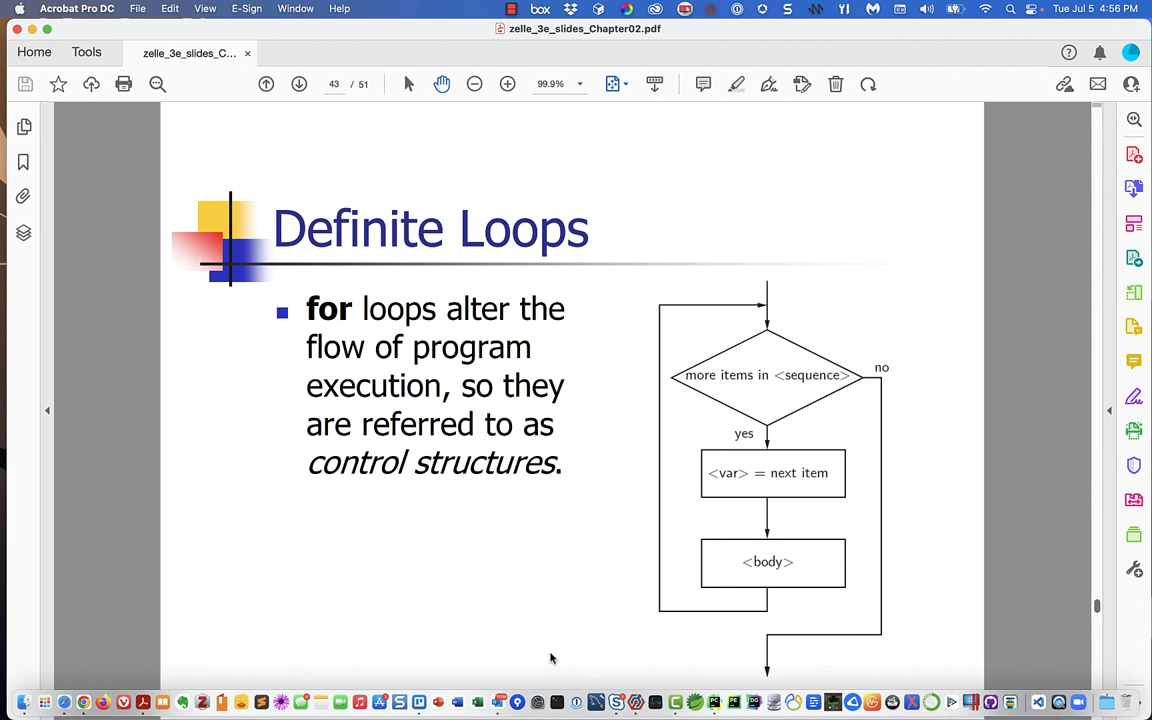 Acrobat Pro DC File Edit View E-Sign Window Help box Tue Jul 5 4:56 PM
zelle_3e_slides_Chapter02.pdf
Home Tools zelle_3e_slides_C... ×
43 / 51 99.9%
Definite Loops
for loops alter the
flow of program
execution, so they
are referred to as
control structures.
more items in <sequence>
no
yes
<var> = next item
<body>